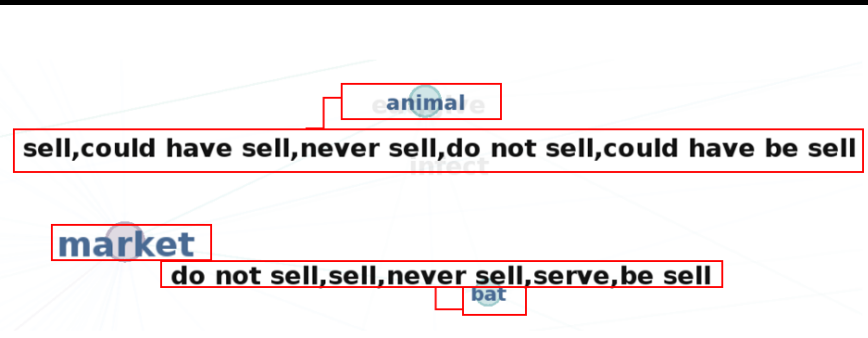 animal
sell,could have sell,never sell,do not sell,could have be sell
infect
market
do not sell,sell,never sell,serve,be sell
bat